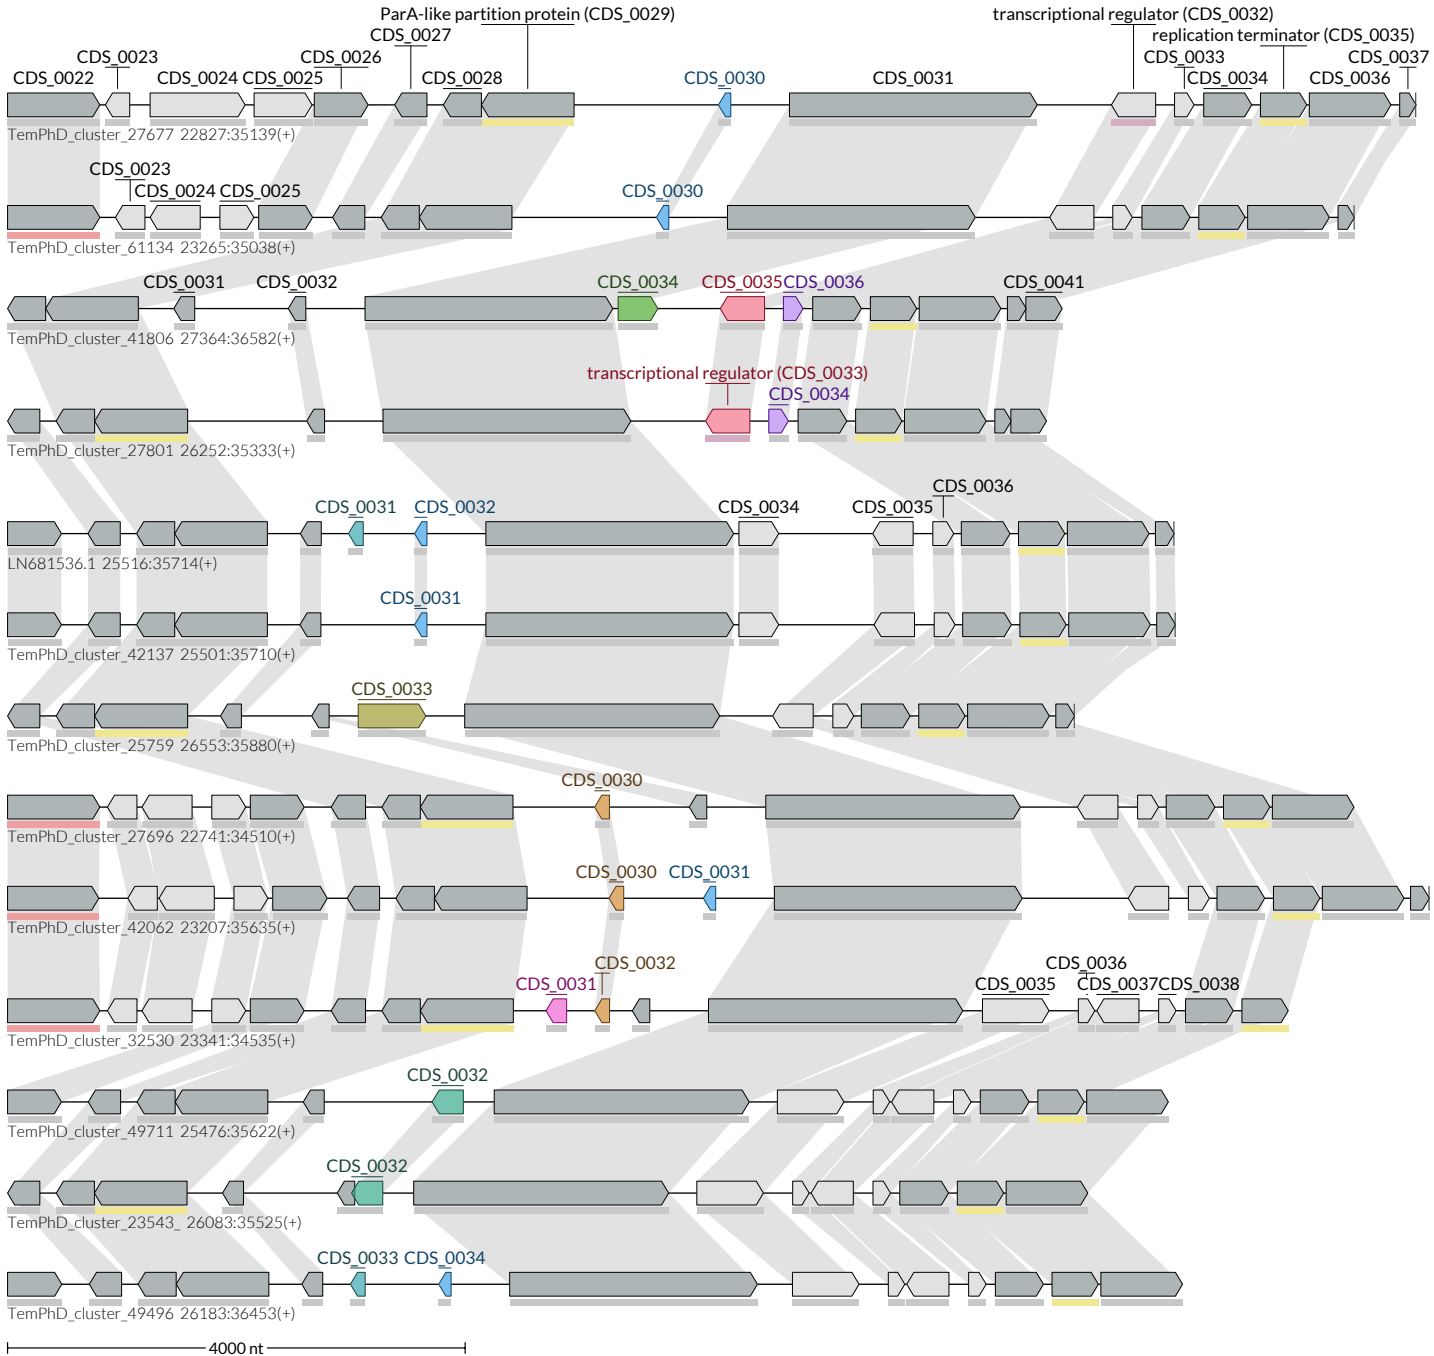 ParA-like partition protein (CDS_0029)
transcriptional regulator (CDS_0032)
CDS_0027
replication terminator (CDS_0035)
CDS_0023
CDS_0026
CDS_0033
CDS_0037
CDS_0022
CDS_0024
CDS_0025
CDS_0028
CDS_0030
CDS_0031
CDS_0034
CDS_0036
TemPhD_cluster_27677 22827:35139(+)
CDS_0023
CDS_0024
CDS_0025
CDS_0030
TemPhD_cluster_61134 23265:35038(+)
CDS_0031
CDS_0032
CDS_0034
CDS_0035
CDS_0036
CDS_0041
TemPhD_cluster_41806 27364:36582(+)
transcriptional regulator (CDS_0033)
CDS_0034
TemPhD_cluster_27801 26252:35333(+)
CDS_0036
CDS_0031
CDS_0032
CDS_0034
CDS_0035
LN681536.1 25516:35714(+)
CDS_0031
TemPhD_cluster_42137 25501:35710(+)
CDS_0033
TemPhD_cluster_25759 26553:35880(+)
CDS_0030
TemPhD_cluster_27696 22741:34510(+)
CDS_0030
CDS_0031
TemPhD_cluster_42062 23207:35635(+)
CDS_0032
CDS_0036
CDS_0031
CDS_0035
CDS_0037
CDS_0038
TemPhD_cluster_32530 23341:34535(+)
CDS_0032
TemPhD_cluster_49711 25476:35622(+)
CDS_0032
TemPhD_cluster_23543_ 26083:35525(+)
CDS_0033
CDS_0034
TemPhD_cluster_49496 26183:36453(+)
4000 nt